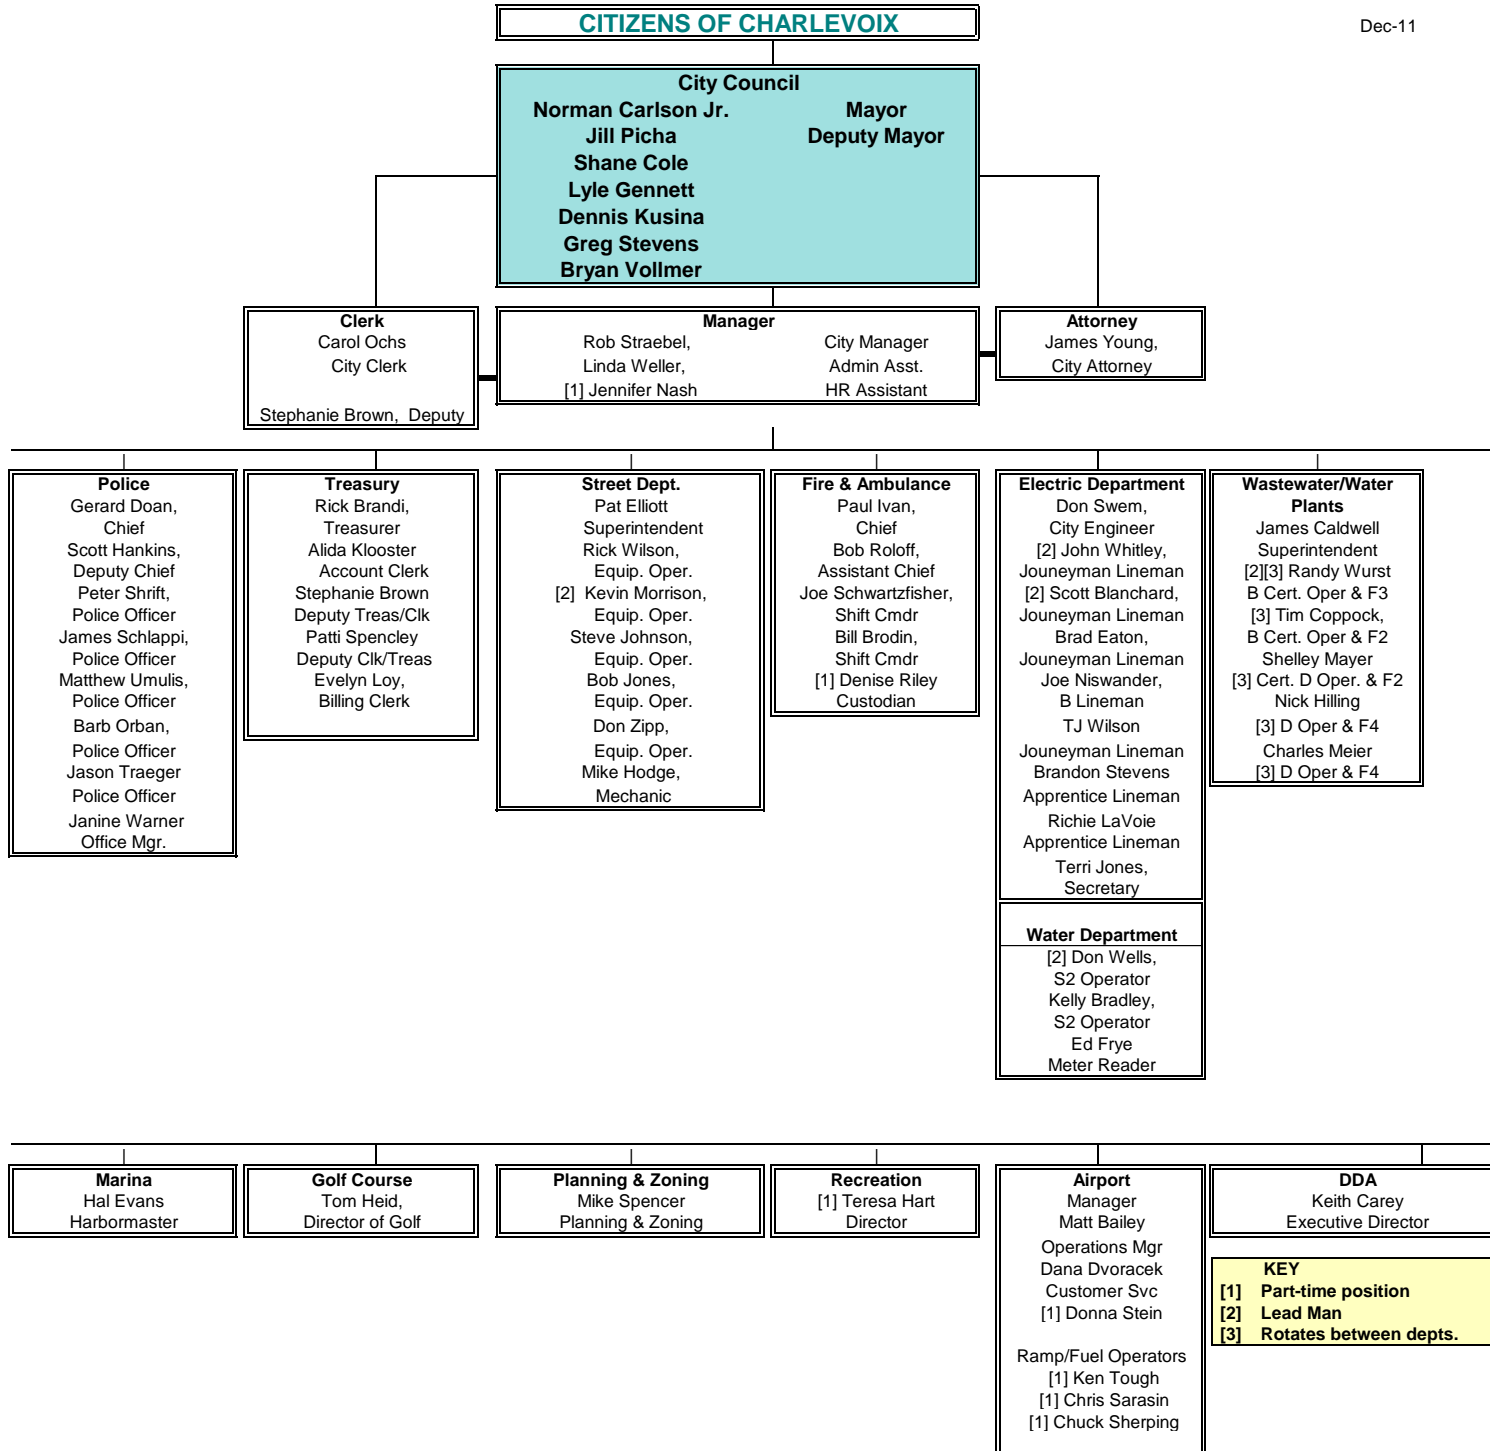 CITIZENS OF CHARLEVOIX
Dec-11
City Council
Norman Carlson Jr. Mayor
Jill Picha Deputy Mayor
Shane Cole
Lyle Gennett
Dennis Kusina
Greg Stevens
Bryan Vollmer
Clerk
Carol Ochs
City Clerk
Stephanie Brown, Deputy
Manager
Rob Straebel, City Manager
Linda Weller, Admin Asst.
[1] Jennifer Nash HR Assistant
Attorney
James Young,
City Attorney
Police
Gerard Doan,
Chief
Scott Hankins,
Deputy Chief
Peter Shrift,
Police Officer
James Schlappi,
Police Officer
Matthew Umulis,
Police Officer
Barb Orban,
Police Officer
Jason Traeger
Police Officer
Janine Warner
Office Mgr.
Treasury
Rick Brandi,
Treasurer
Alida Klooster
Account Clerk
Stephanie Brown
Deputy Treas/Clk
Patti Spencley
Deputy Clk/Treas
Evelyn Loy,
Billing Clerk
Street Dept.
Pat Elliott
Superintendent
Rick Wilson,
Equip. Oper.
[2] Kevin Morrison,
Equip. Oper.
Steve Johnson,
Equip. Oper.
Bob Jones,
Equip. Oper.
Don Zipp,
Equip. Oper.
Mike Hodge,
Mechanic
Fire & Ambulance
Paul Ivan,
Chief
Bob Roloff,
Assistant Chief
Joe Schwartzfisher,
Shift Cmdr
Bill Brodin,
Shift Cmdr
[1] Denise Riley
Custodian
Electric Department
Don Swem,
City Engineer
[2] John Whitley,
Jouneyman Lineman
[2] Scott Blanchard,
Jouneyman Lineman
Brad Eaton,
Jouneyman Lineman
Joe Niswander,
B Lineman
TJ Wilson
Jouneyman Lineman
Brandon Stevens
Apprentice Lineman
Richie LaVoie
Apprentice Lineman
Terri Jones,
Secretary
Water Department
[2] Don Wells,
S2 Operator
Kelly Bradley,
S2 Operator
Ed Frye
Meter Reader
Wastewater/Water
Plants
James Caldwell
Superintendent
[2][3] Randy Wurst
B Cert. Oper & F3
[3] Tim Coppock,
B Cert. Oper & F2
Shelley Mayer
[3] Cert. D Oper. & F2
Nick Hilling
[3] D Oper & F4
Charles Meier
[3] D Oper & F4
Marina
Hal Evans
Harbormaster
Golf Course
Tom Heid,
Director of Golf
Planning & Zoning
Mike Spencer
Planning & Zoning
Recreation
[1] Teresa Hart
Director
Airport
Manager
Matt Bailey
Operations Mgr
Dana Dvoracek
Customer Svc
[1] Donna Stein
Ramp/Fuel Operators
[1] Ken Tough
[1] Chris Sarasin
[1] Chuck Sherping
DDA
Keith Carey
Executive Director
KEY
[1] Part-time position
[2] Lead Man
[3] Rotates between depts.